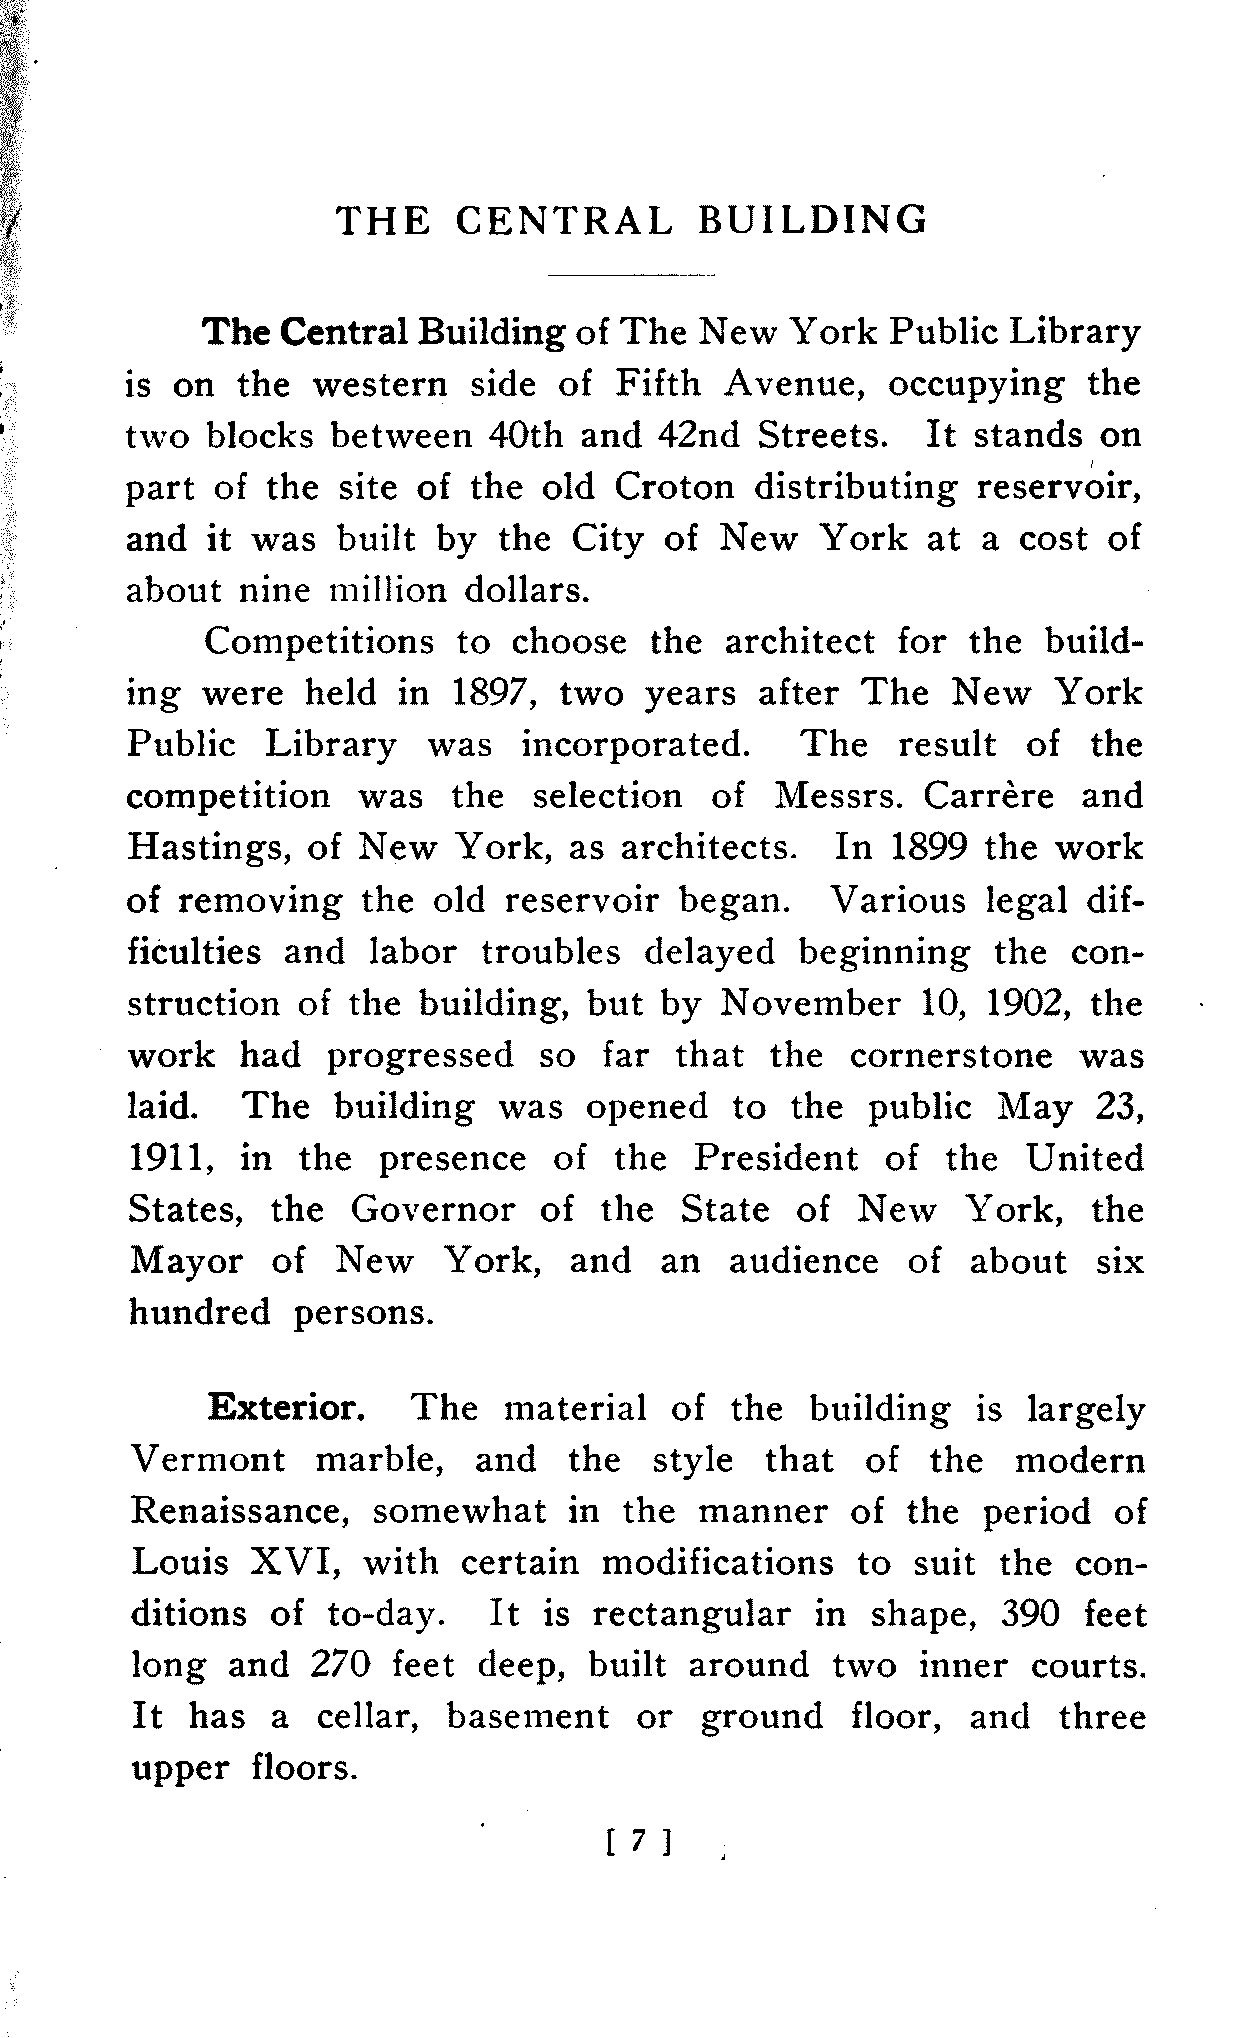 THE CENTRAL BUILDING
The Central Building of The New York Public Library
is on the western side of Fifth Avenue, occupying the
two blocks between 40th and 42nd Streets. It stands on
part of the site of the old Croton distributing reservoir,
and it was built by the City of New York at a cost of
about nine million dollars.
Competitions to choose the architect for the build-
ing were held in 1897, two years after The New York
Public Library was incorporated. The result of the
competition was the selection of Messrs. Carrère and
Hastings, of New York, as architects. In 1899 the work
of removing the old reservoir began. Various legal dif-
ficulties and labor troubles delayed beginning the con-
struction of the building, but by November 10, 1902, the
work had progressed so far that the cornerstone was
laid. The building was opened to the public May 23,
1911, in the presence of the President of the United
States, the Governor of the State of New York, the
Mayor of New York, and an audience of about six
hundred persons.
Exterior. The material of the building is largely
Vermont marble, and the style that of the modern
Renaissance, somewhat in the manner of the period of
Louis XVI, with certain modifications to suit the con-
ditions of to-day. It is rectangular in shape, 390 feet
long and 270 feet deep, built around two inner courts.
It has a cellar, basement or ground floor, and three
upper floors.
[ 7 ]